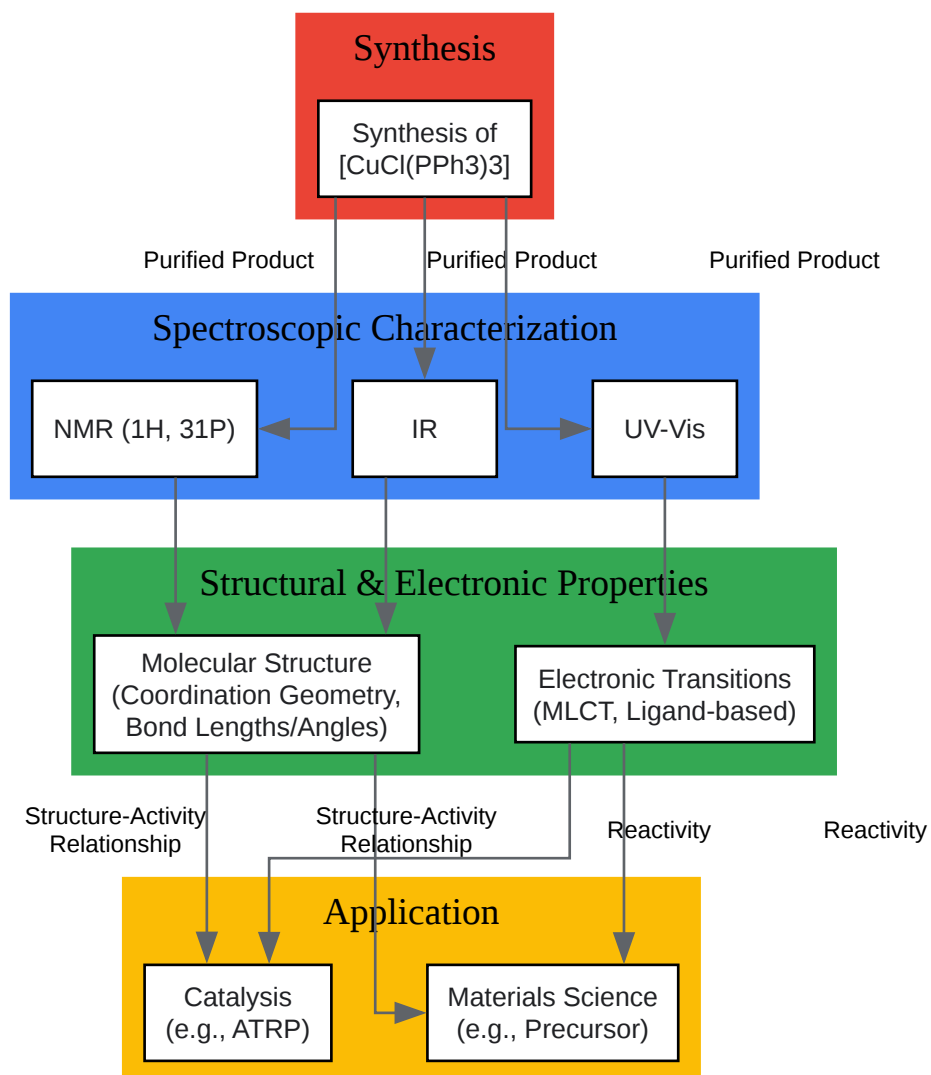 Synthesis
Synthesis of
[CuCl(PPh3)3]
Purified Product
Purified Product
Purified Product
Spectroscopic Characterization
NMR (1H, 31P)
IR
UV-Vis
Structural & Electronic Properties
Molecular Structure
(Coordination Geometry,
Bond Lengths/Angles)
Electronic Transitions
(MLCT, Ligand-based)
Structure-Activity
Relationship
Structure-Activity
Relationship
Reactivity
Reactivity
Application
Catalysis
(e.g., ATRP)
Materials Science
(e.g., Precursor)